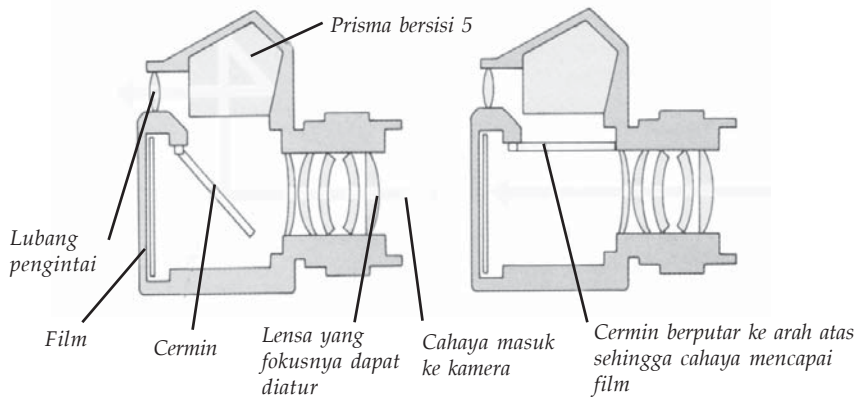 Prisma bersisi 5
Lubang
pengintai
Film
Cermin
Lensa yang
fokusnya dapat
diatur
Cahaya masuk
ke kamera
Cermin berputar ke arah atas
sehingga cahaya mencapai
film